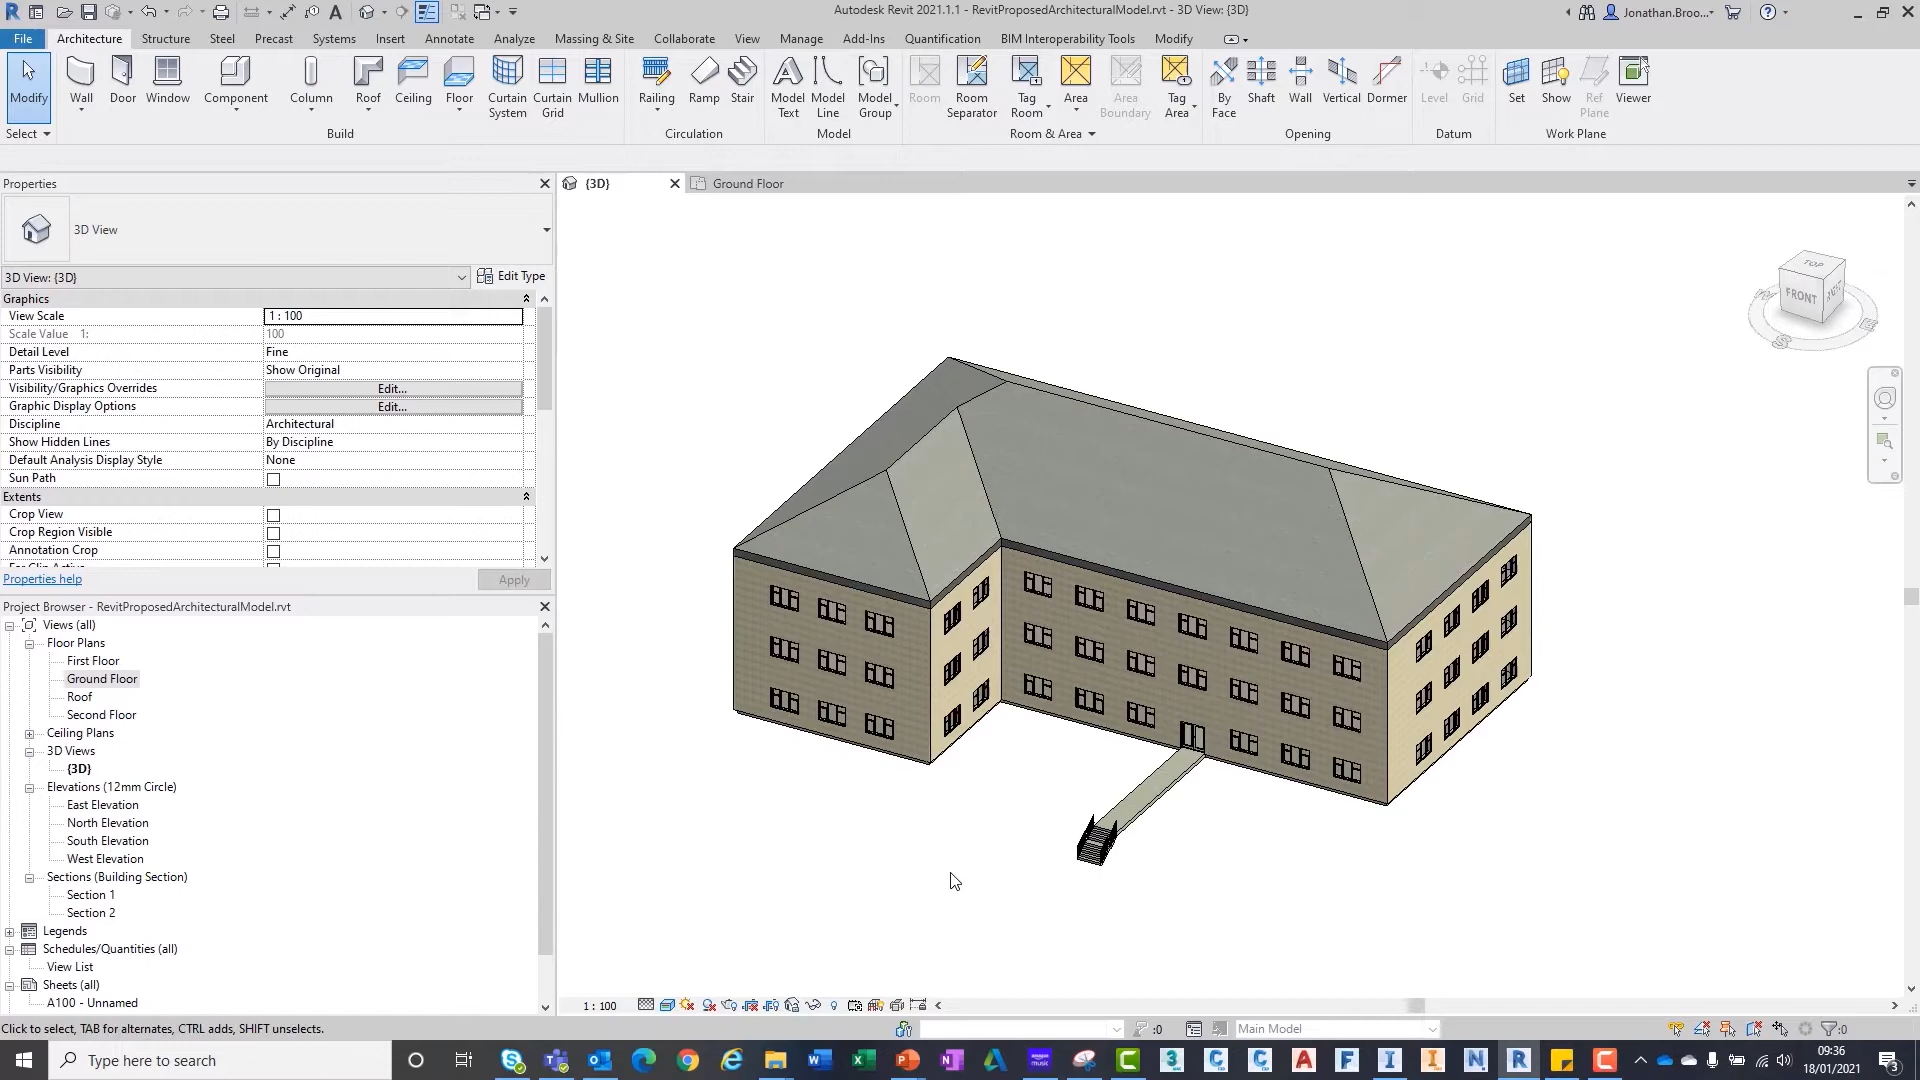 Autodesk Revit 2021.1.1 - RevitProposedArchitecturalModel.rvt - 3D View: {3D}
Jonathan.Broo...
File Architecture Structure Steel Precast Systems Insert Annotate Analyze Massing & Site Collaborate View Manage Add-Ins Quantification BIM Interoperability Tools Modify
Modify Wall Door Window Component Column Roof Ceiling Floor Curtain System Curtain Grid Mullion Railing Ramp Stair Model Text Model Line Model Group Room Room Separator Tag Room Area Area Boundary Tag Area By Face Shaft Wall Vertical Dormer Level Grid Set Show Ref Plane Viewer
Select Build Circulation Model Room & Area Opening Datum Work Plane
Properties
{3D} Ground Floor
3D View
3D View: {3D} Edit Type
Graphics
View Scale 1 : 100
Scale Value 1: 100
Detail Level Fine
Parts Visibility Show Original
Visibility/Graphics Overrides Edit...
Graphic Display Options Edit...
Discipline Architectural
Show Hidden Lines By Discipline
Default Analysis Display Style None
Sun Path
Extents
Crop View
Crop Region Visible
Annotation Crop
Properties help Apply
Project Browser - RevitProposedArchitecturalModel.rvt
Views (all)
Floor Plans
First Floor
Ground Floor
Roof
Second Floor
Ceiling Plans
3D Views
{3D}
Elevations (12mm Circle)
East Elevation
North Elevation
South Elevation
West Elevation
Sections (Building Section)
Section 1
Section 2
Legends
Schedules/Quantities (all)
View List
Sheets (all)
A100 - Unnamed
TOP
FRONT
RIGHT
S
E
1 : 100
Click to select, TAB for alternates, CTRL adds, SHIFT unselects.
:0
Main Model
:0
Type here to search
09:36
18/01/2021
3